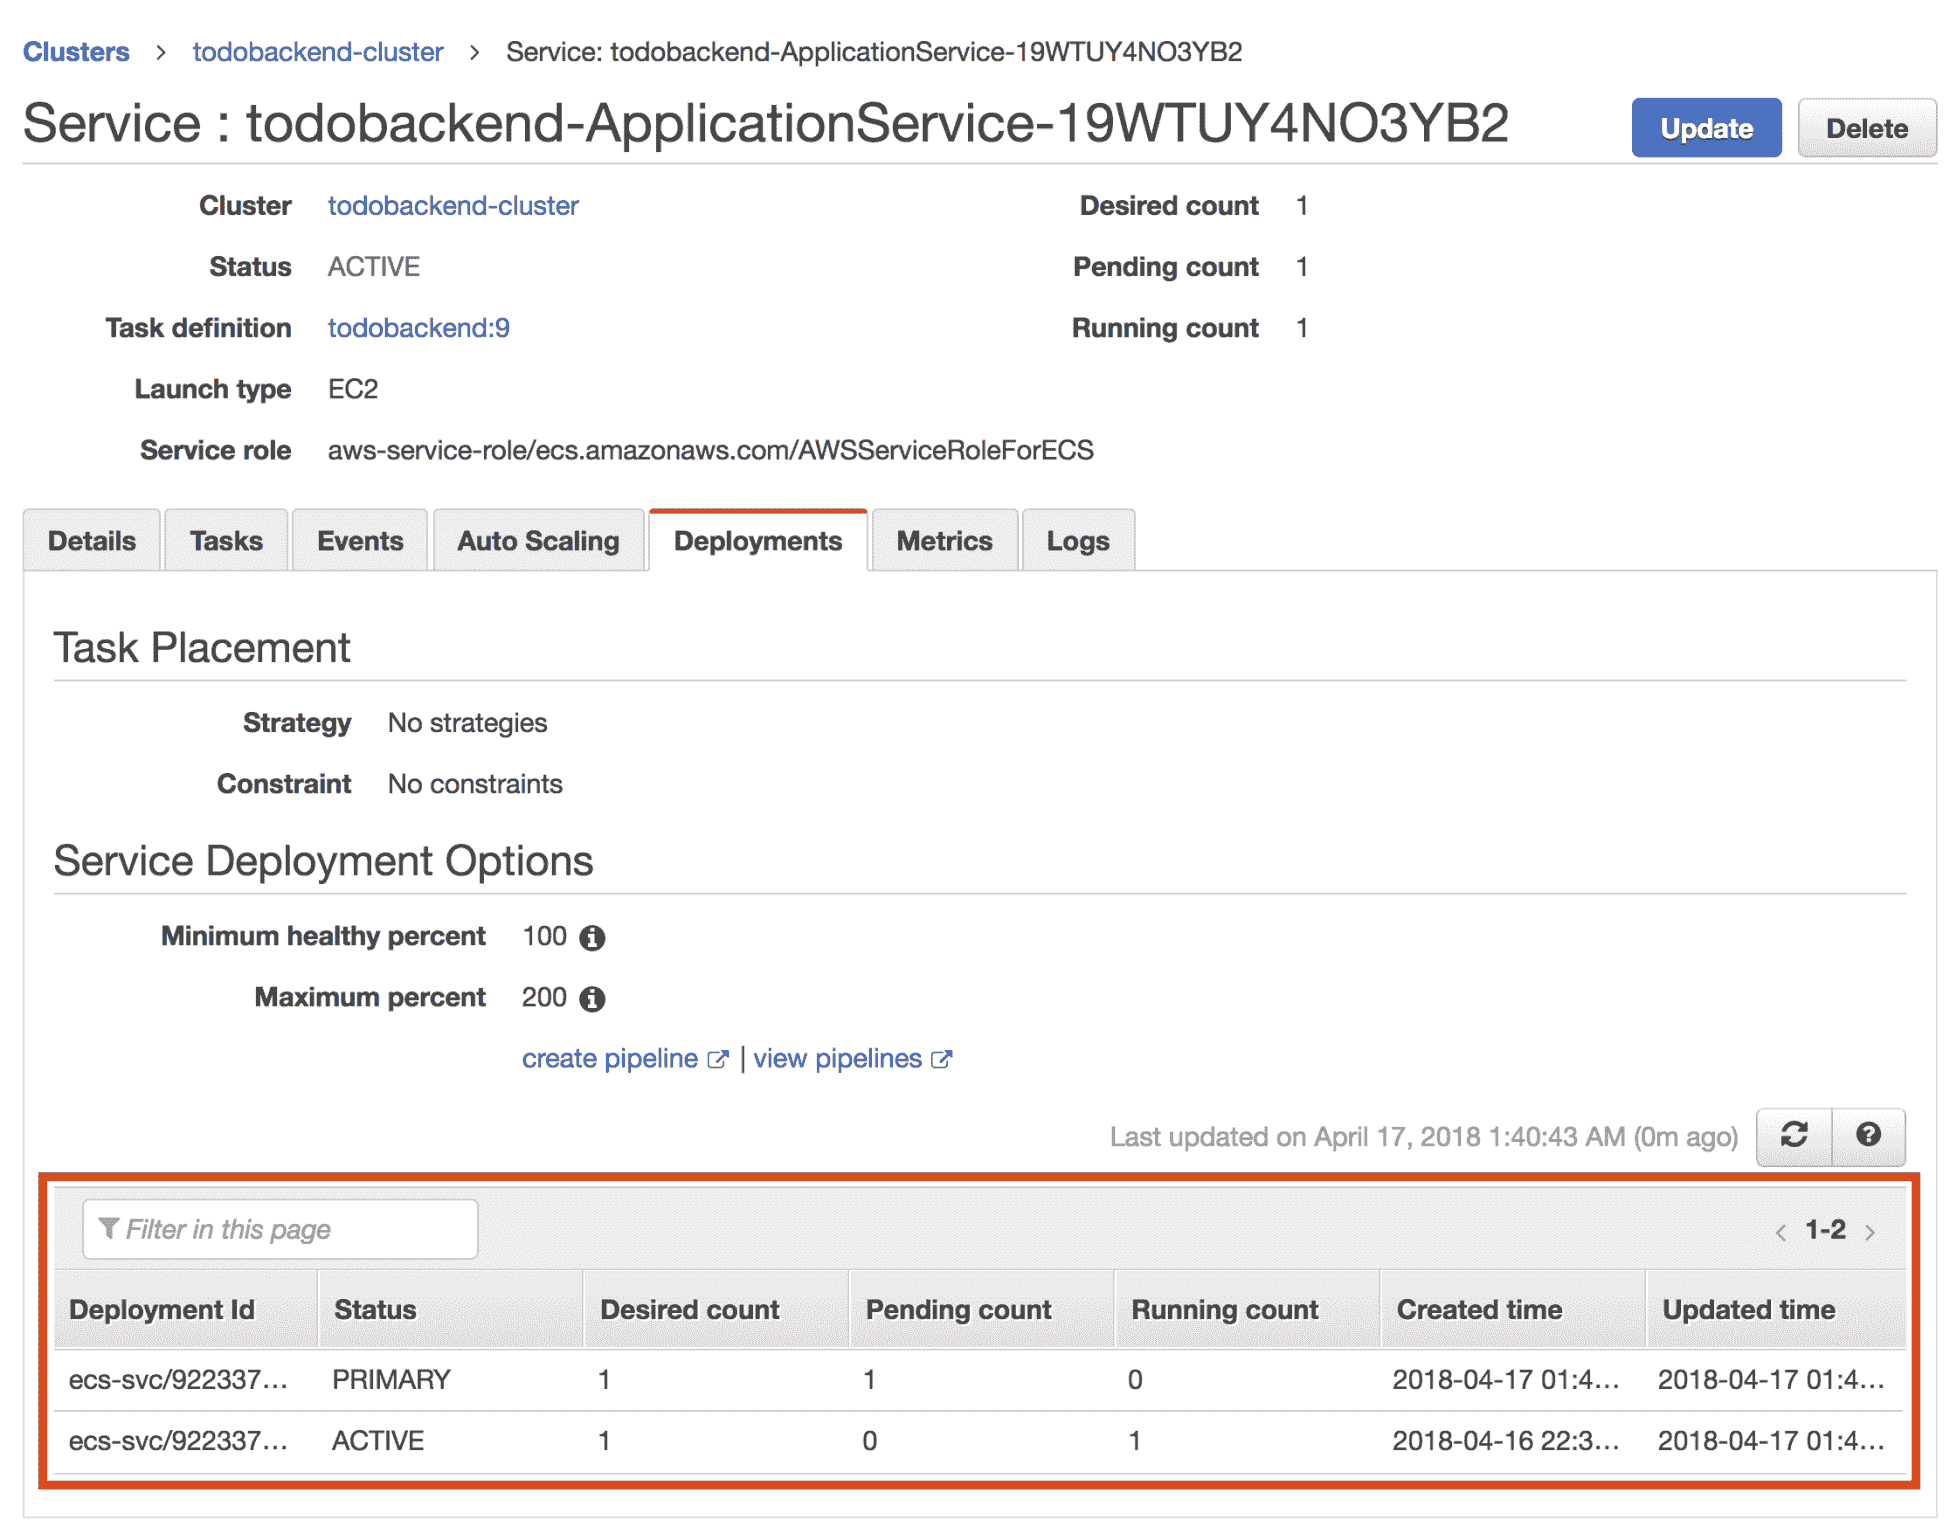 Clusters > todobackend-cluster > Service: todobackend-ApplicationService-19WTUY4NO3YB2
Service : todobackend-ApplicationService-19WTUY4NO3YB2 Update Delete
Cluster todobackend-cluster Desired count 1
Status ACTIVE Pending count 1
Task definition todobackend:9 Running count 1
Launch type EC2
Service role aws-service-role/ecs.amazonaws.com/AWSServiceRoleForECS
Details Tasks Events Auto Scaling Deployments Metrics Logs
Task Placement
Strategy No strategies
Constraint No constraints
Service Deployment Options
Minimum healthy percent 100
Maximum percent 200
create pipeline | view pipelines
Last updated on April 17, 2018 1:40:43 AM (0m ago)
Filter in this page < 1-2 >
Deployment Id Status Desired count Pending count Running count Created time Updated time
ecs-svc/922337... PRIMARY 1 1 0 2018-04-17 01:4... 2018-04-17 01:4...
ecs-svc/922337... ACTIVE 1 0 1 2018-04-16 22:3... 2018-04-17 01:4...